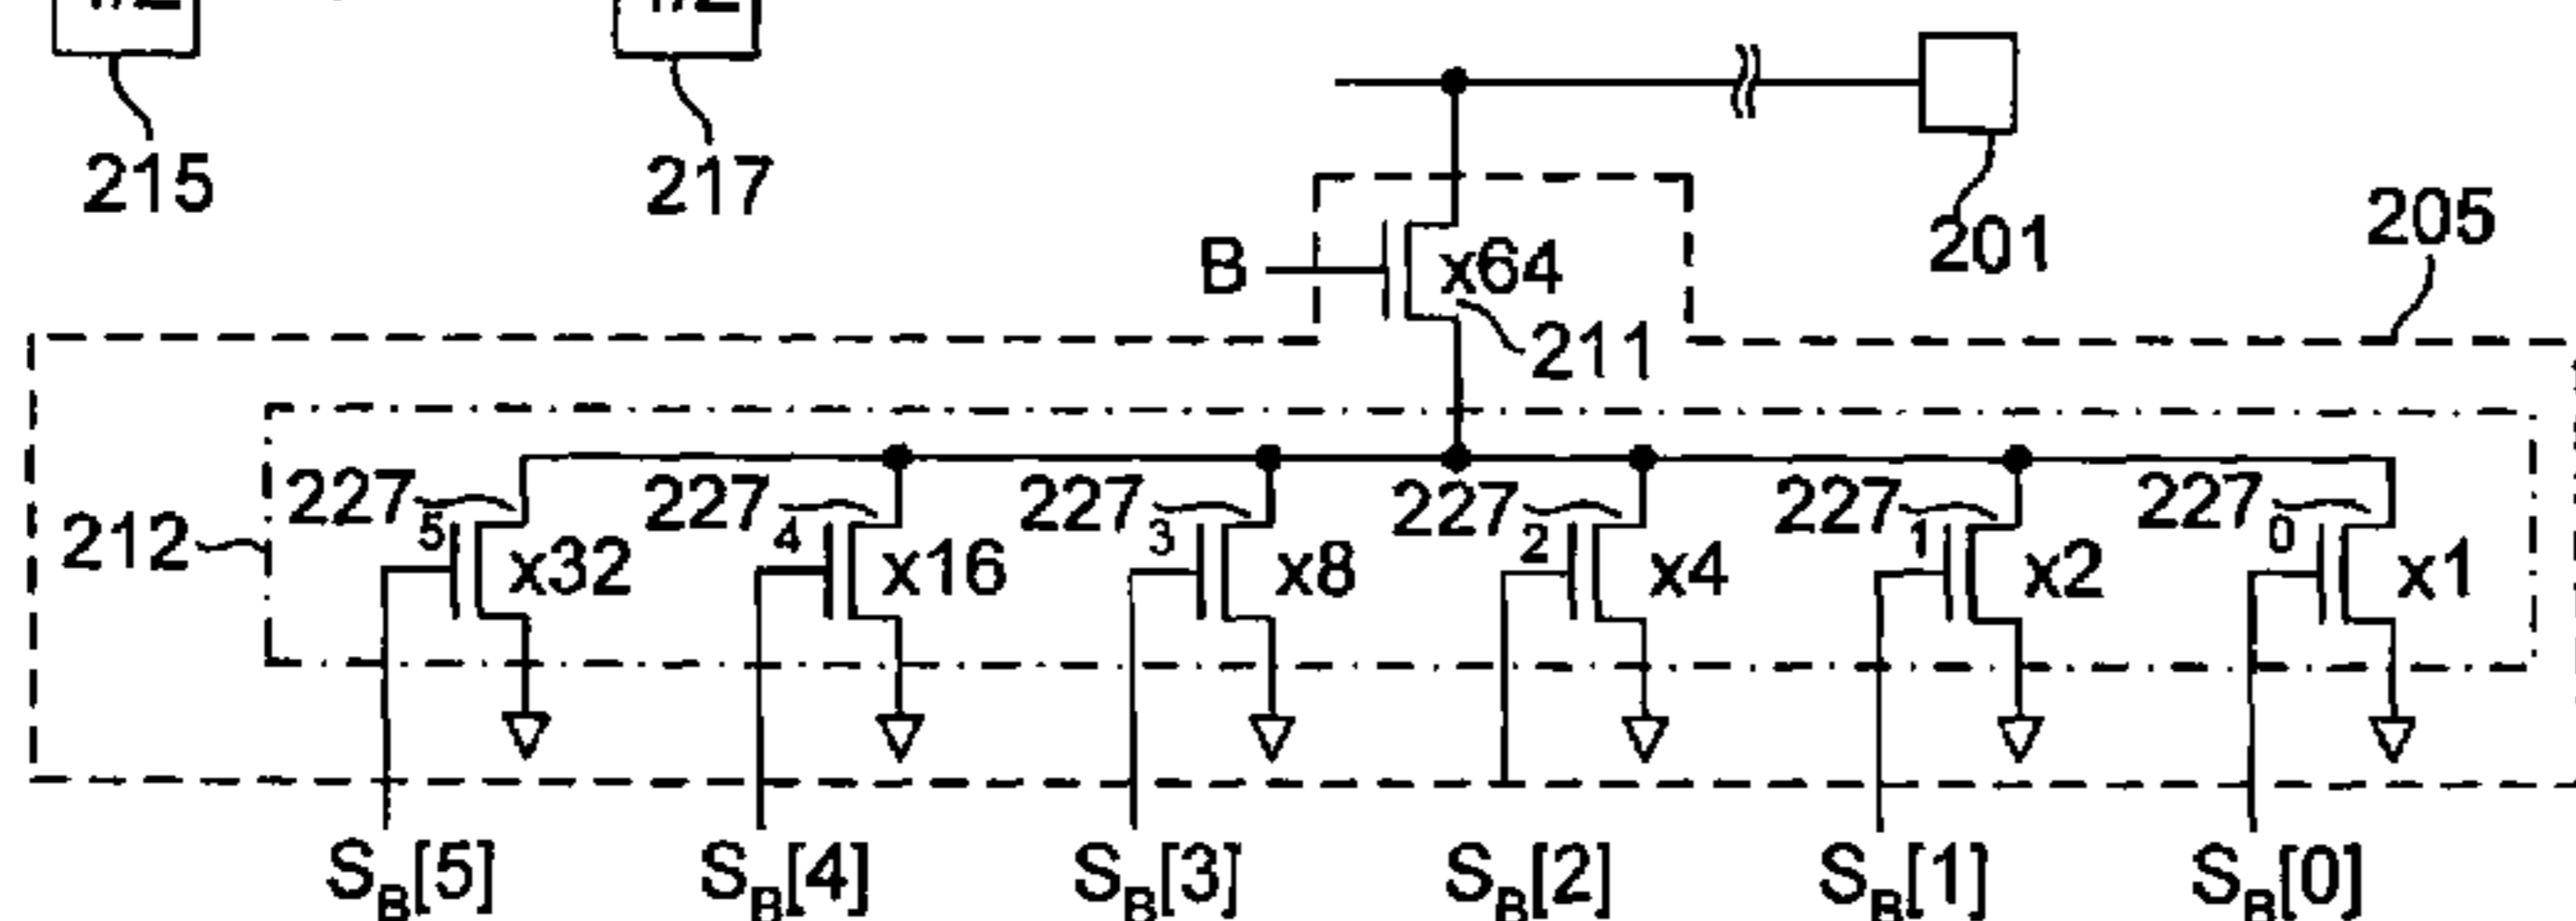 215
217
201
205
B
x64
211
212
227₅
x32
227₄
x16
227₃
x8
227₂
x4
227₁
x2
227₀
x1
S_B[5]
S_B[4]
S_B[3]
S_B[2]
S_B[1]
S_B[0]